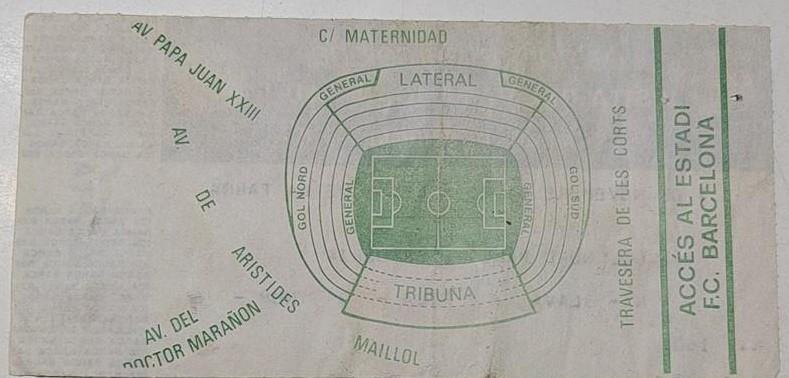 C/ MATERNIDAD
AV PAPA JUAN XXIII
AV DE ARISTIDES MAILLOL
AV. DEL
DOCTOR MARAÑON
GENERAL
LATERAL
GENERAL
GOL NORD
GENERAL
GENERAL
GOL SUD
TRIBUNA
TRAVESERA DE LES CORTS
ACCÉS AL ESTADI
F.C. BARCELONA